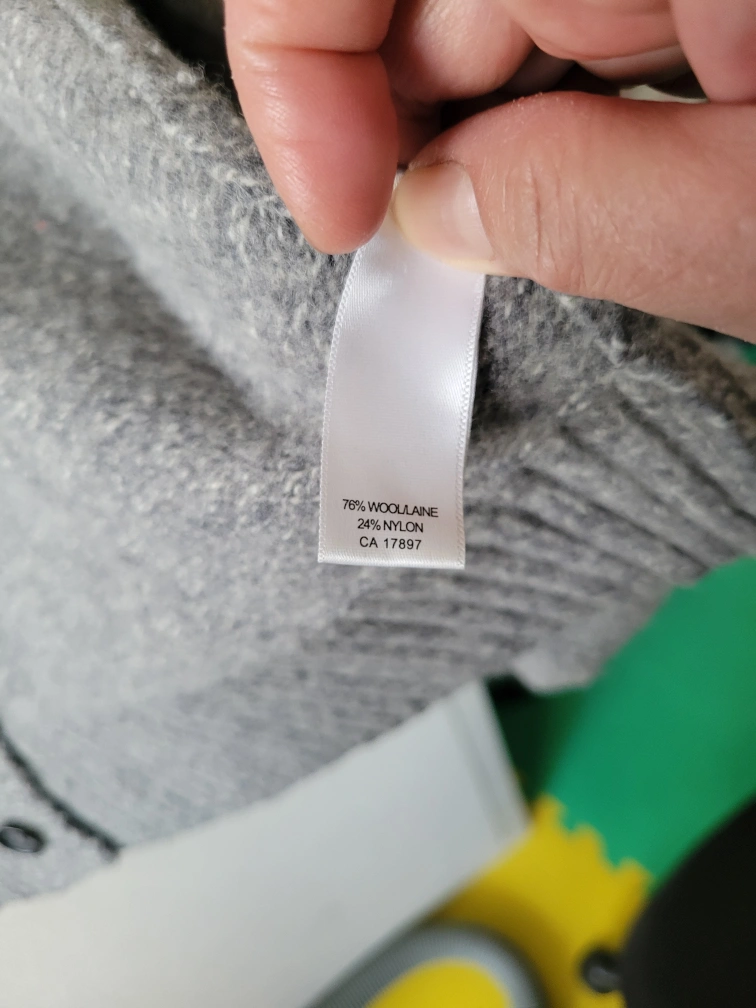 76% WOOL/LAINE
24% NYLON
CA 17897